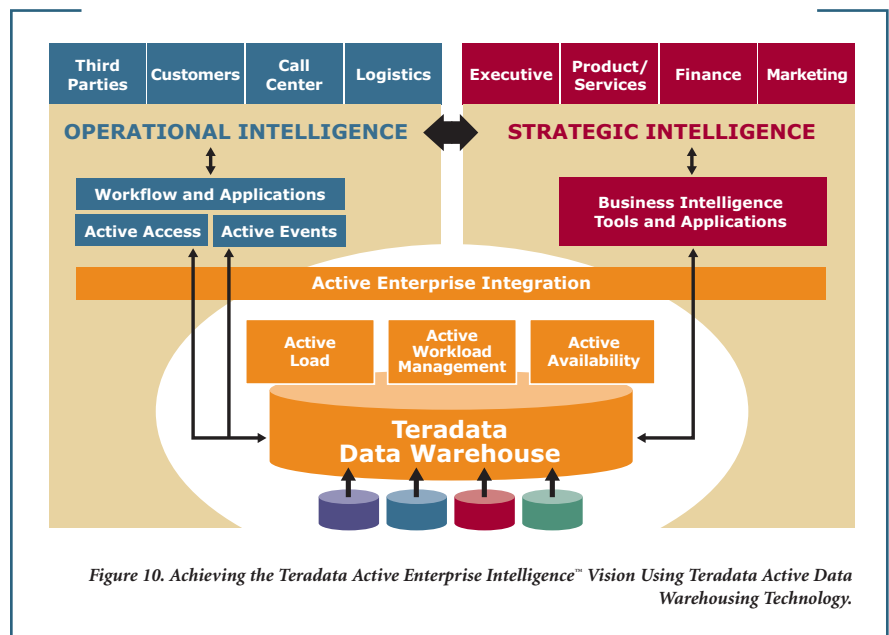 Third
Parties
Customers
Call
Center
Logistics
Executive
Product/
Services
Finance
Marketing
OPERATIONAL INTELLIGENCE
STRATEGIC INTELLIGENCE
Workflow and Applications
Active Access
Active Events
Business Intelligence
Tools and Applications
Active Enterprise Integration
Active
Load
Active
Workload
Management
Active
Availability
Teradata
Data Warehouse
Figure 10. Achieving the Teradata Active Enterprise Intelligence™ Vision Using Teradata Active Data
Warehousing Technology.